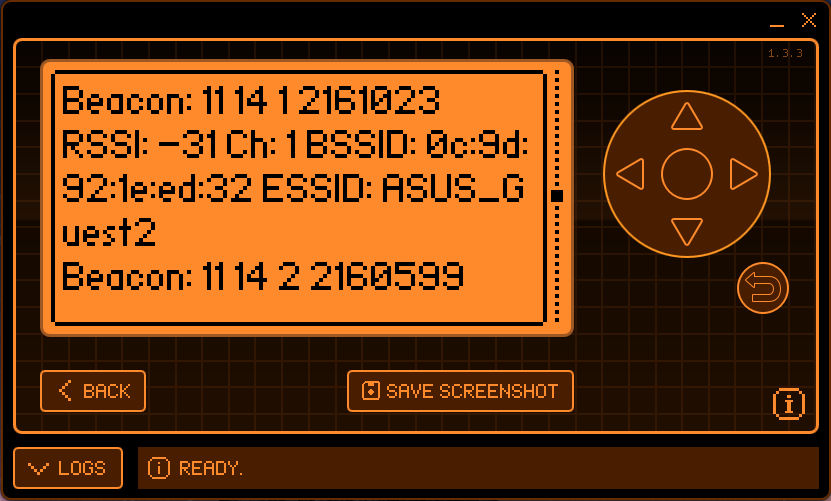 1.3.3
Beacon: 11 14 1 2161023
RSSI: -31 Ch: 1 BSSID: 0c:9d:
92:1e:ed:32 ESSID: ASUS_G
uest2
Beacon: 11 14 2 2160599
BACK
SAVE SCREENSHOT
LOGS
READY.